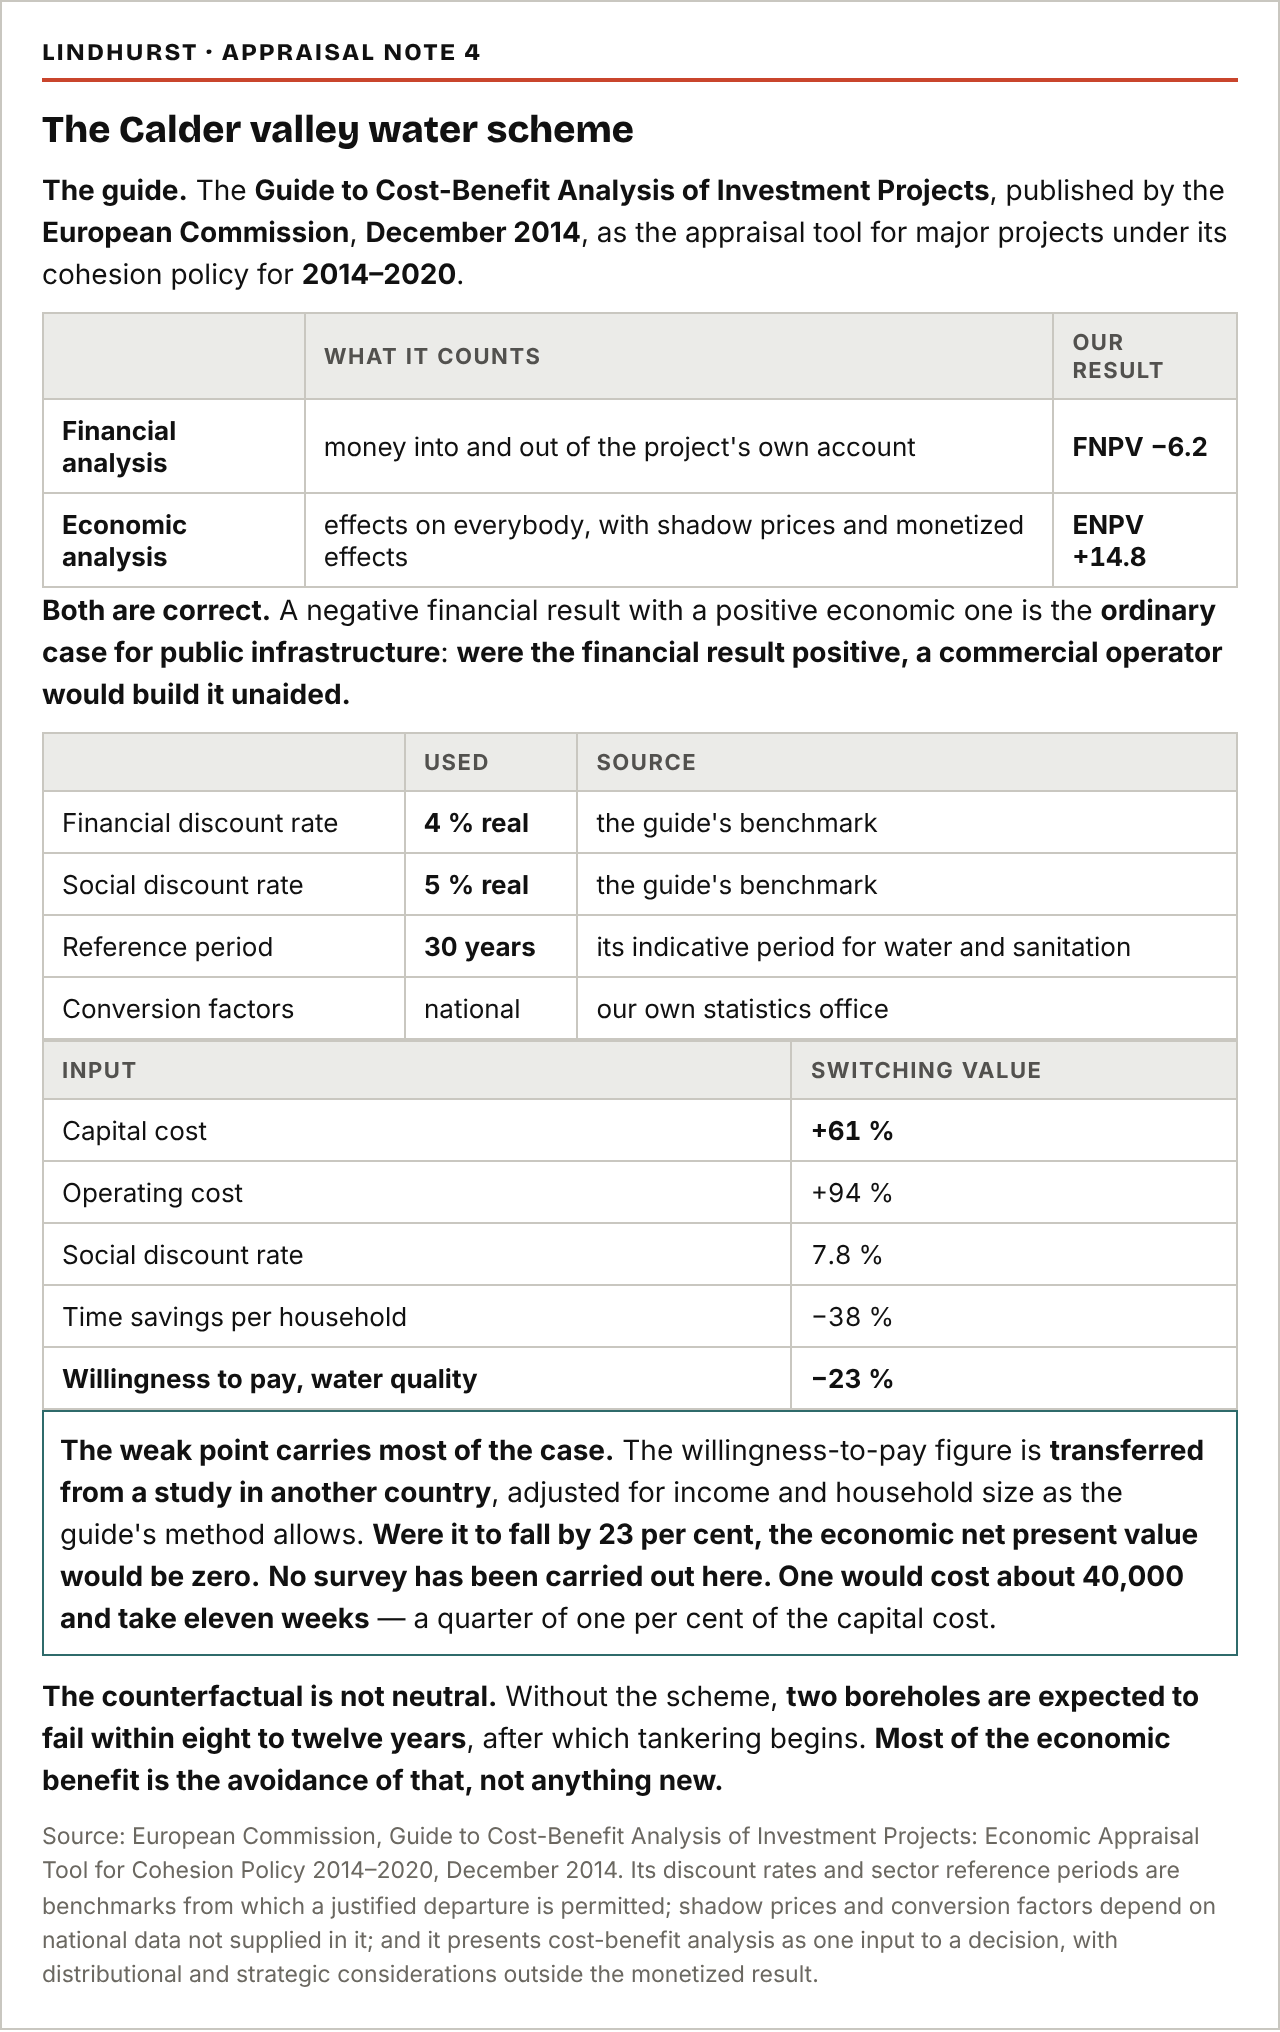 LINDHURST · APPRAISAL NOTE 4
The Calder valley water scheme
The guide. The Guide to Cost-Benefit Analysis of Investment Projects, published by the
European Commission, December 2014, as the appraisal tool for major projects under its
cohesion policy for 2014–2020.
WHAT IT COUNTS
OUR
RESULT
Financial
analysis
money into and out of the project's own account
FNPV −6.2
Economic
analysis
effects on everybody, with shadow prices and monetized
effects
ENPV
+14.8
Both are correct. A negative financial result with a positive economic one is the ordinary
case for public infrastructure: were the financial result positive, a commercial operator
would build it unaided.
USED
SOURCE
Financial discount rate
4 % real
the guide's benchmark
Social discount rate
5 % real
the guide's benchmark
Reference period
30 years
its indicative period for water and sanitation
Conversion factors
national
our own statistics office
INPUT
SWITCHING VALUE
Capital cost
+61 %
Operating cost
+94 %
Social discount rate
7.8 %
Time savings per household
−38 %
Willingness to pay, water quality
−23 %
The weak point carries most of the case. The willingness-to-pay figure is transferred
from a study in another country, adjusted for income and household size as the
guide's method allows. Were it to fall by 23 per cent, the economic net present value
would be zero. No survey has been carried out here. One would cost about 40,000
and take eleven weeks — a quarter of one per cent of the capital cost.
The counterfactual is not neutral. Without the scheme, two boreholes are expected to
fail within eight to twelve years, after which tankering begins. Most of the economic
benefit is the avoidance of that, not anything new.
Source: European Commission, Guide to Cost-Benefit Analysis of Investment Projects: Economic Appraisal
Tool for Cohesion Policy 2014–2020, December 2014. Its discount rates and sector reference periods are
benchmarks from which a justified departure is permitted; shadow prices and conversion factors depend on
national data not supplied in it; and it presents cost-benefit analysis as one input to a decision, with
distributional and strategic considerations outside the monetized result.